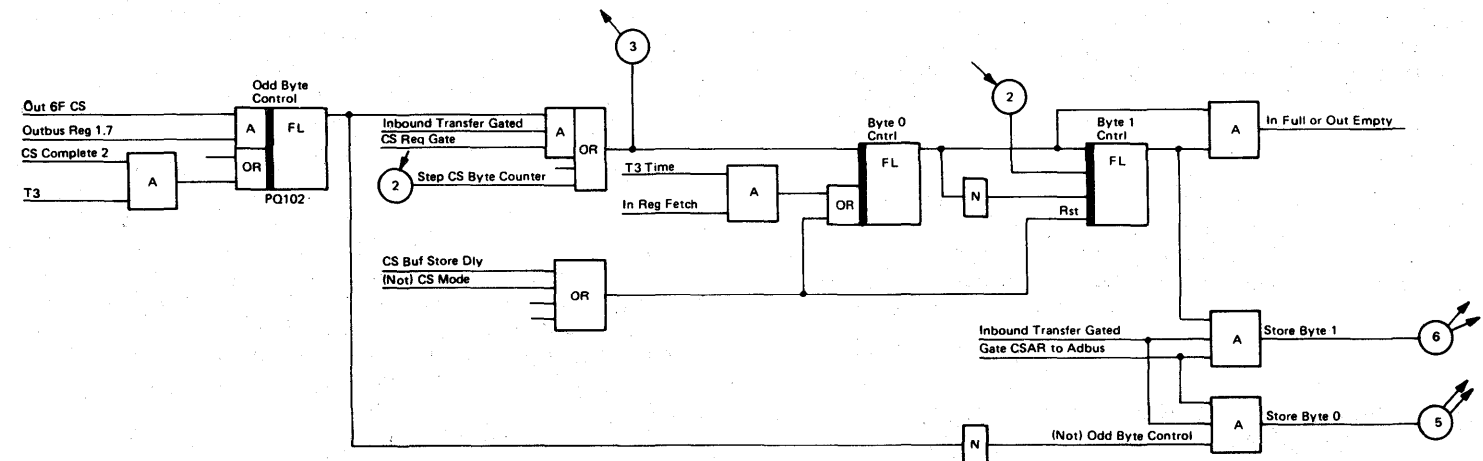 3
Odd Byte
Control
Out 6F CS
A
FL
Outbus Reg 1.7
CS Complete 2
OR
A
T3
PQ102
Inbound Transfer Gated
CS Req Gate
A
OR
2
Step CS Byte Counter
T3 Time
A
In Reg Fetch
CS Buf Store Dly
(Not) CS Mode
OR
Byte 0
Cntrl
FL
OR
N
2
Byte 1
Cntrl
FL
Rst
A
In Full or Out Empty
Inbound Transfer Gated
Gate CSAR to Adbus
A
Store Byte 1
6
A
Store Byte 0
5
N
(Not) Odd Byte Control